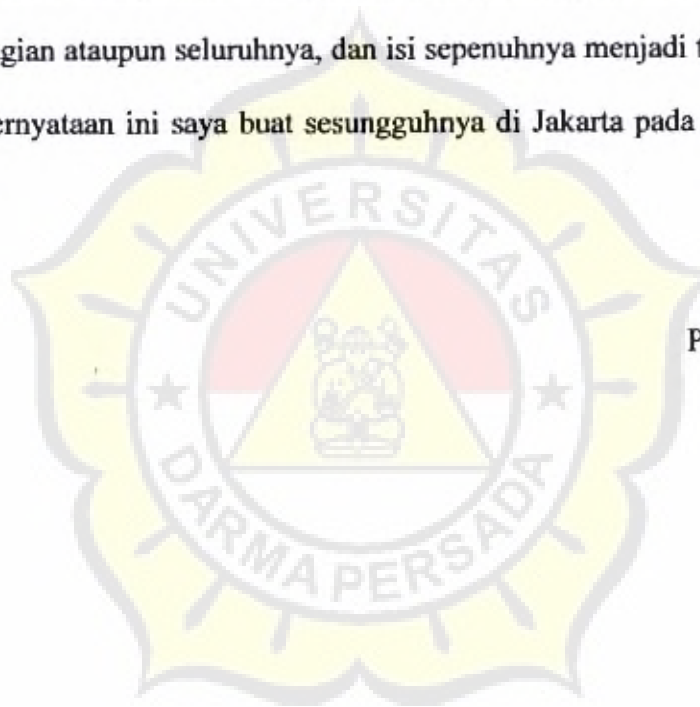 gian ataupun seluruhnya, dan isi sepenuhnya menjadi t
ernyataan ini saya buat sesungguhnya di Jakarta pada
P
UNIVERSITAS
DARMA PERSADA